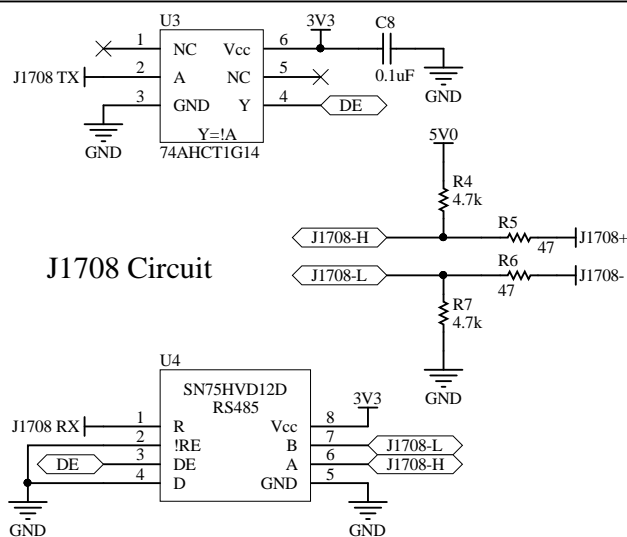 U3
3V3
C8
1 NC Vcc 6
J1708 TX 2 A NC 5
0.1uF
3 GND Y 4 DE
GND
Y=!A
74AHCT1G14
GND
5V0
R4
4.7k
J1708-H
R5
47
J1708+
J1708 Circuit
J1708-L
R6
47
J1708-
R7
4.7k
GND
U4
SN75HVD12D
RS485
3V3
J1708 RX 1 R Vcc 8
2 !RE B 7 J1708-L
DE 3 DE A 6 J1708-H
4 D GND 5
GND
GND